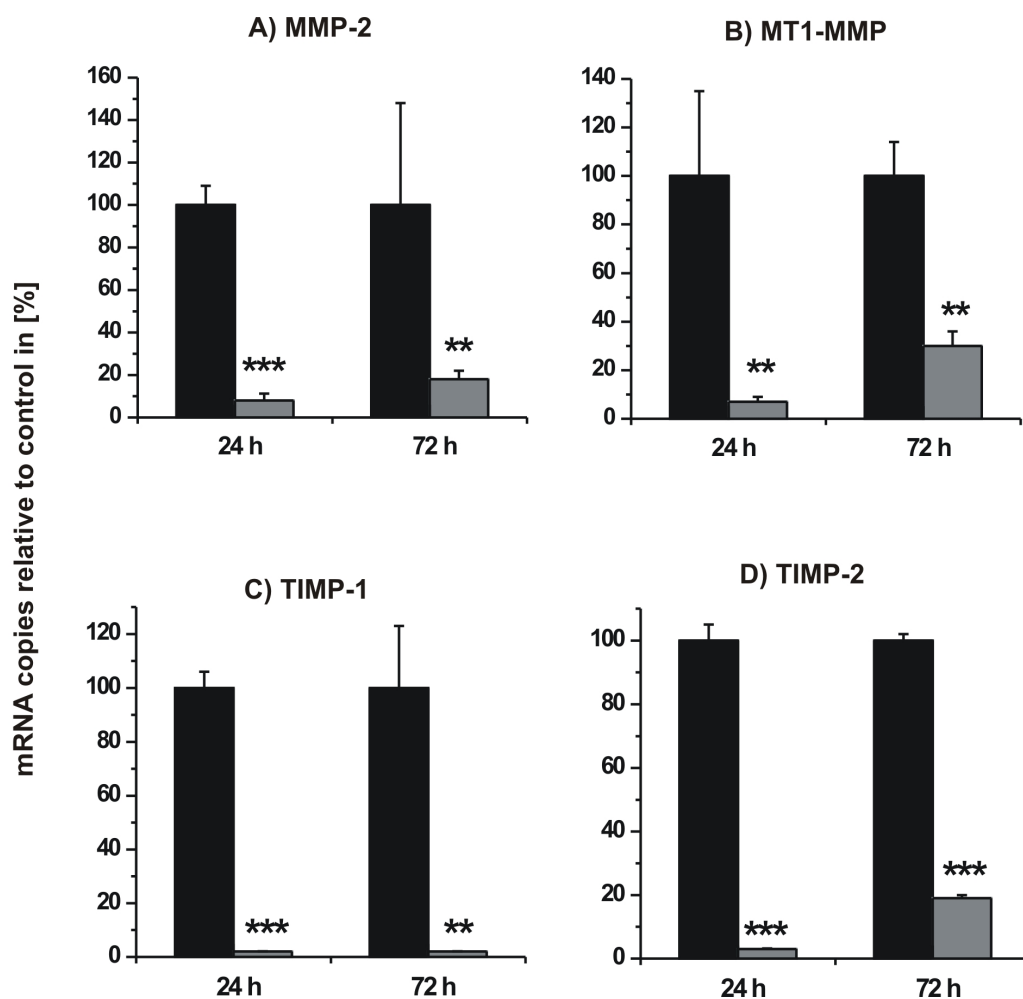 A) MMP-2
B) MT1-MMP
mRNA copies relative to control in [%]
160
140
120
100
80
60
40
20
0
***
**
24 h
72 h
140
120
100
80
60
40
20
0
**
**
24 h
72 h
C) TIMP-1
D) TIMP-2
120
100
80
60
40
20
0
***
**
24 h
72 h
100
80
60
40
20
0
***
***
24 h
72 h